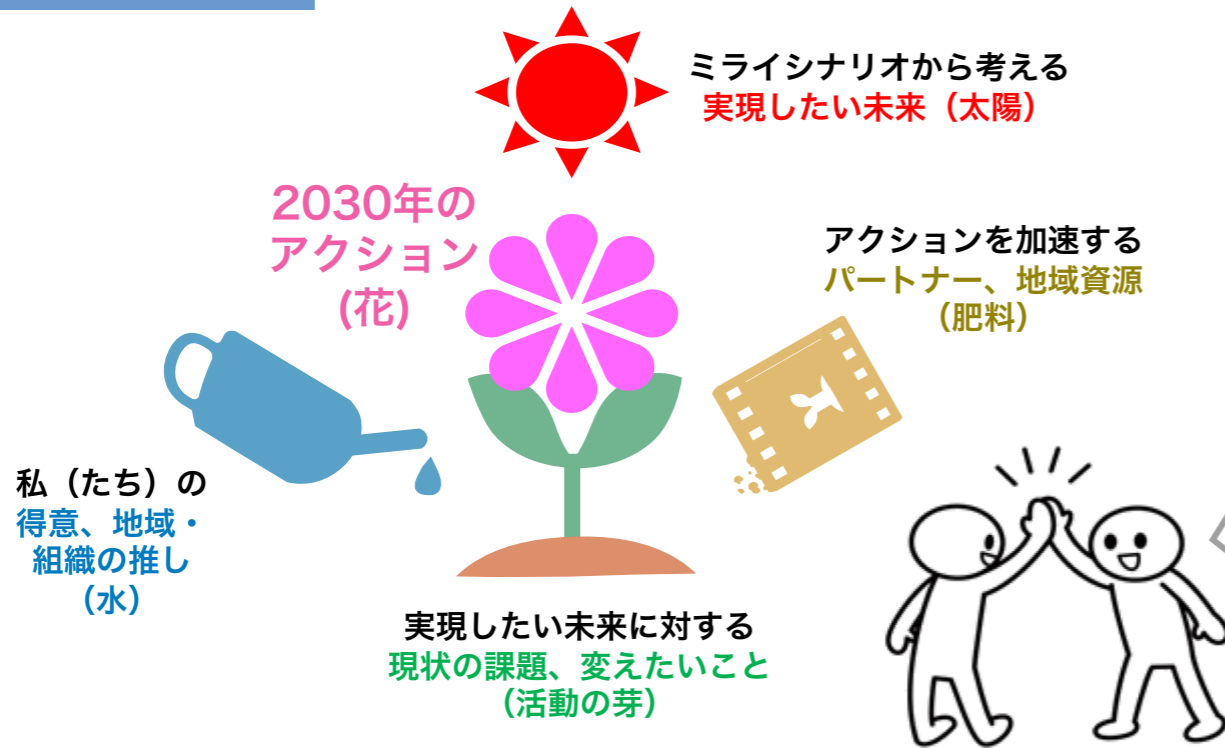 ミライシナリオから考える
実現したい未来（太陽）
2030年の
アクション
(花)
アクションを加速する
パートナー、地域資源
（肥料）
私（たち）の
得意、地域・
組織の推し
（水）
実現したい未来に対する
現状の課題、変えたいこと
（活動の芽）